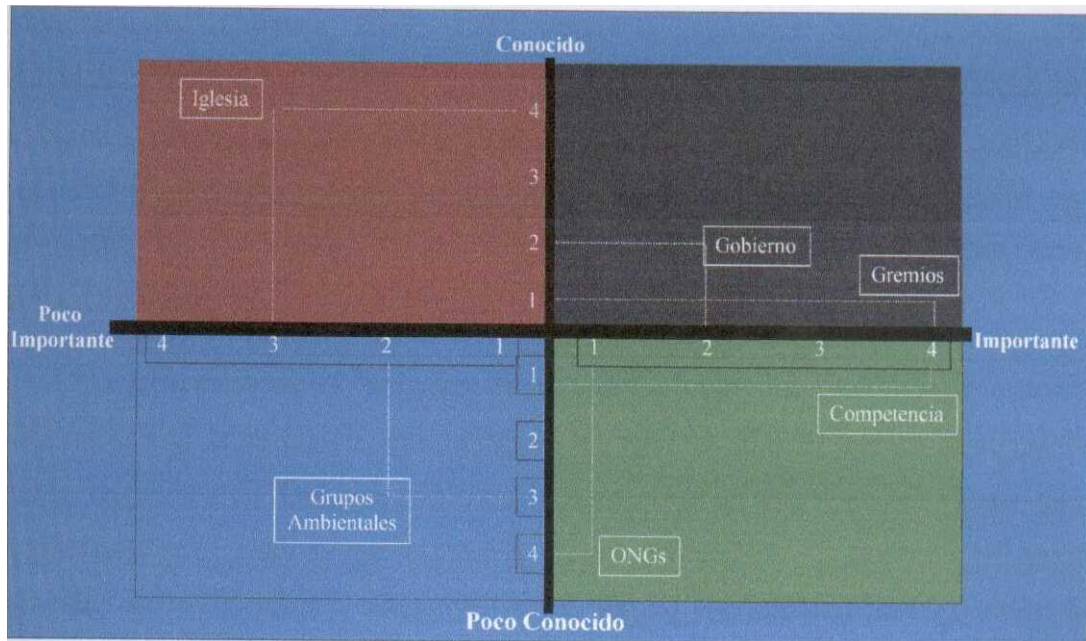 Conocido
Iglesia
4
3
2
Gobierno
Gremios
1
Poco
Importante
4 3 2 1 1 2 3 4
Importante
1
Competencia
2
3
Grupos
Ambientales
4
ONGs
Poco Conocido